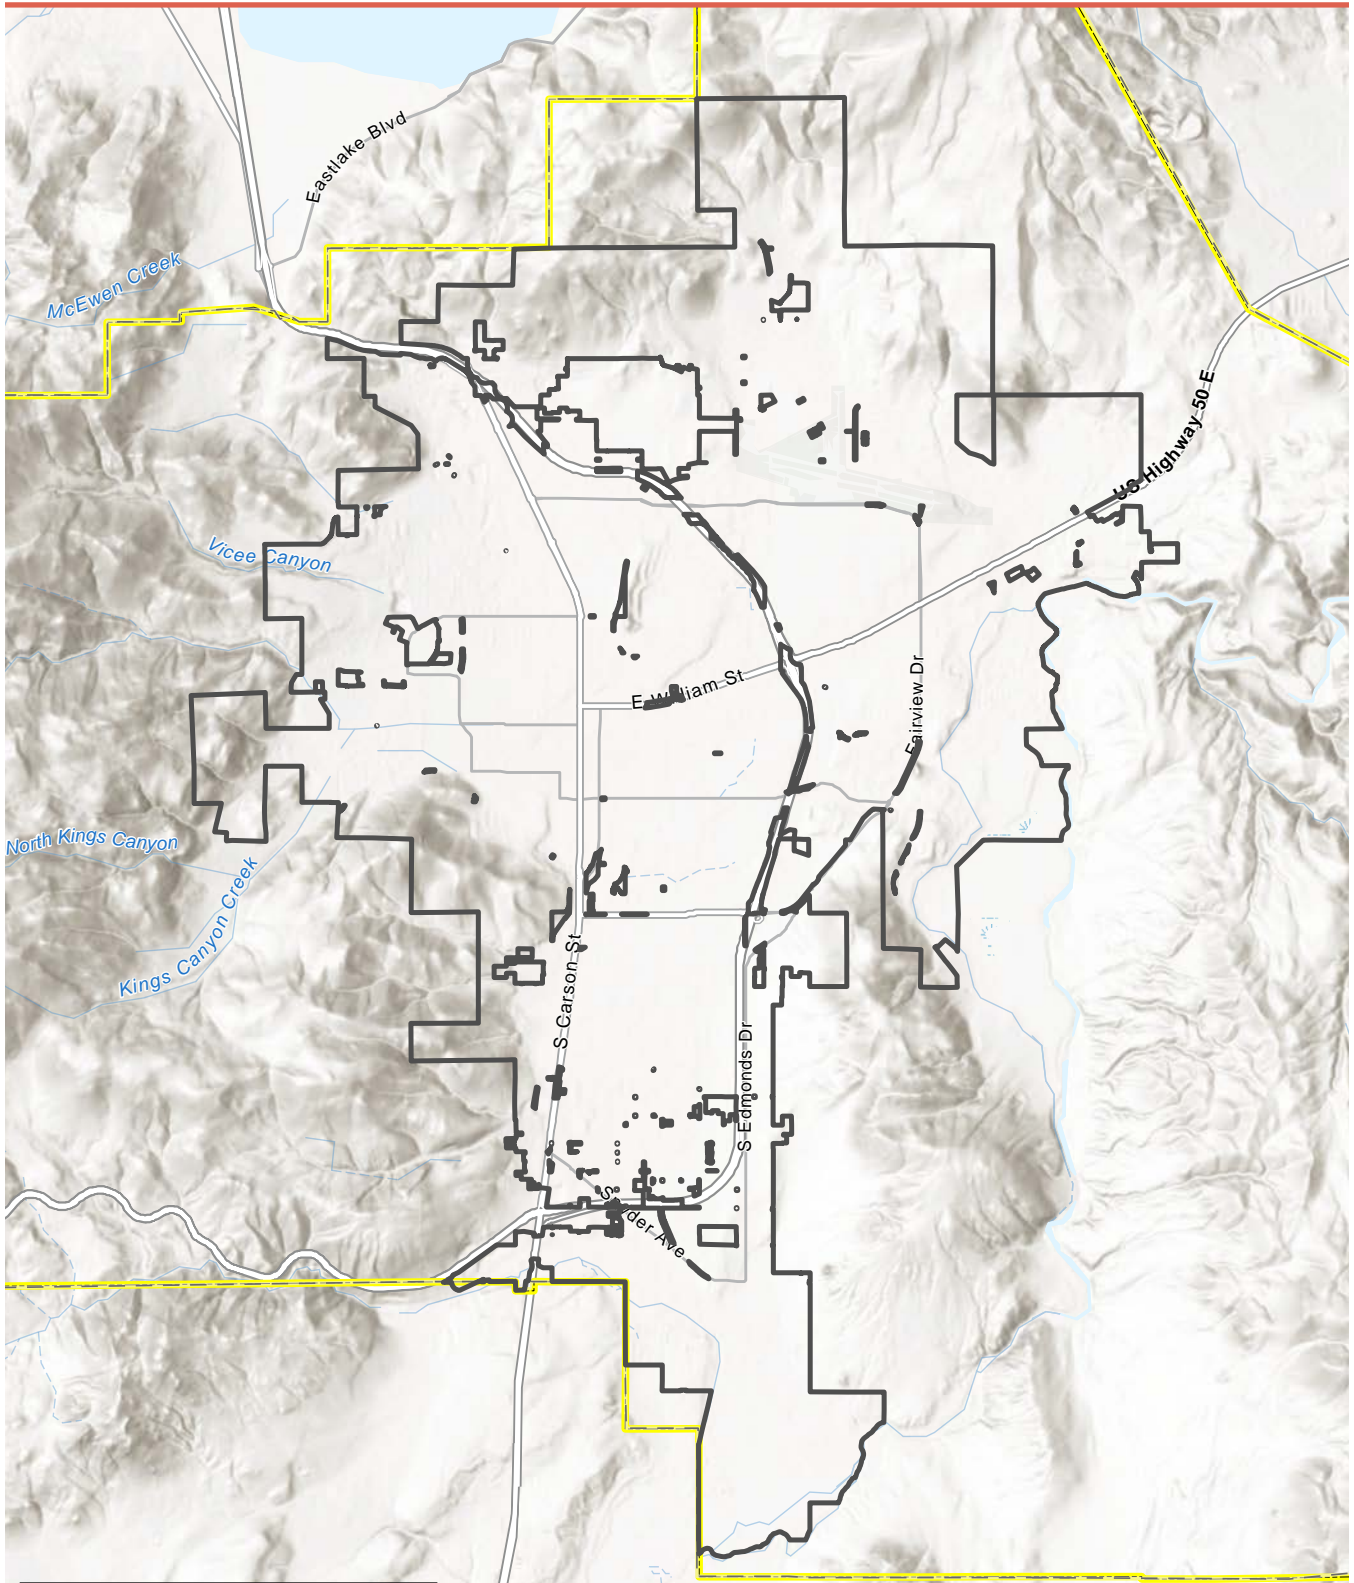 Eastlake Blvd
McEwen Creek
US Highway 50 E
Vicee Canyon
E William St
Fairview Dr
North Kings Canyon
Kings Canyon Creek
S Carson St
S Edmonds Dr
Snyder Ave